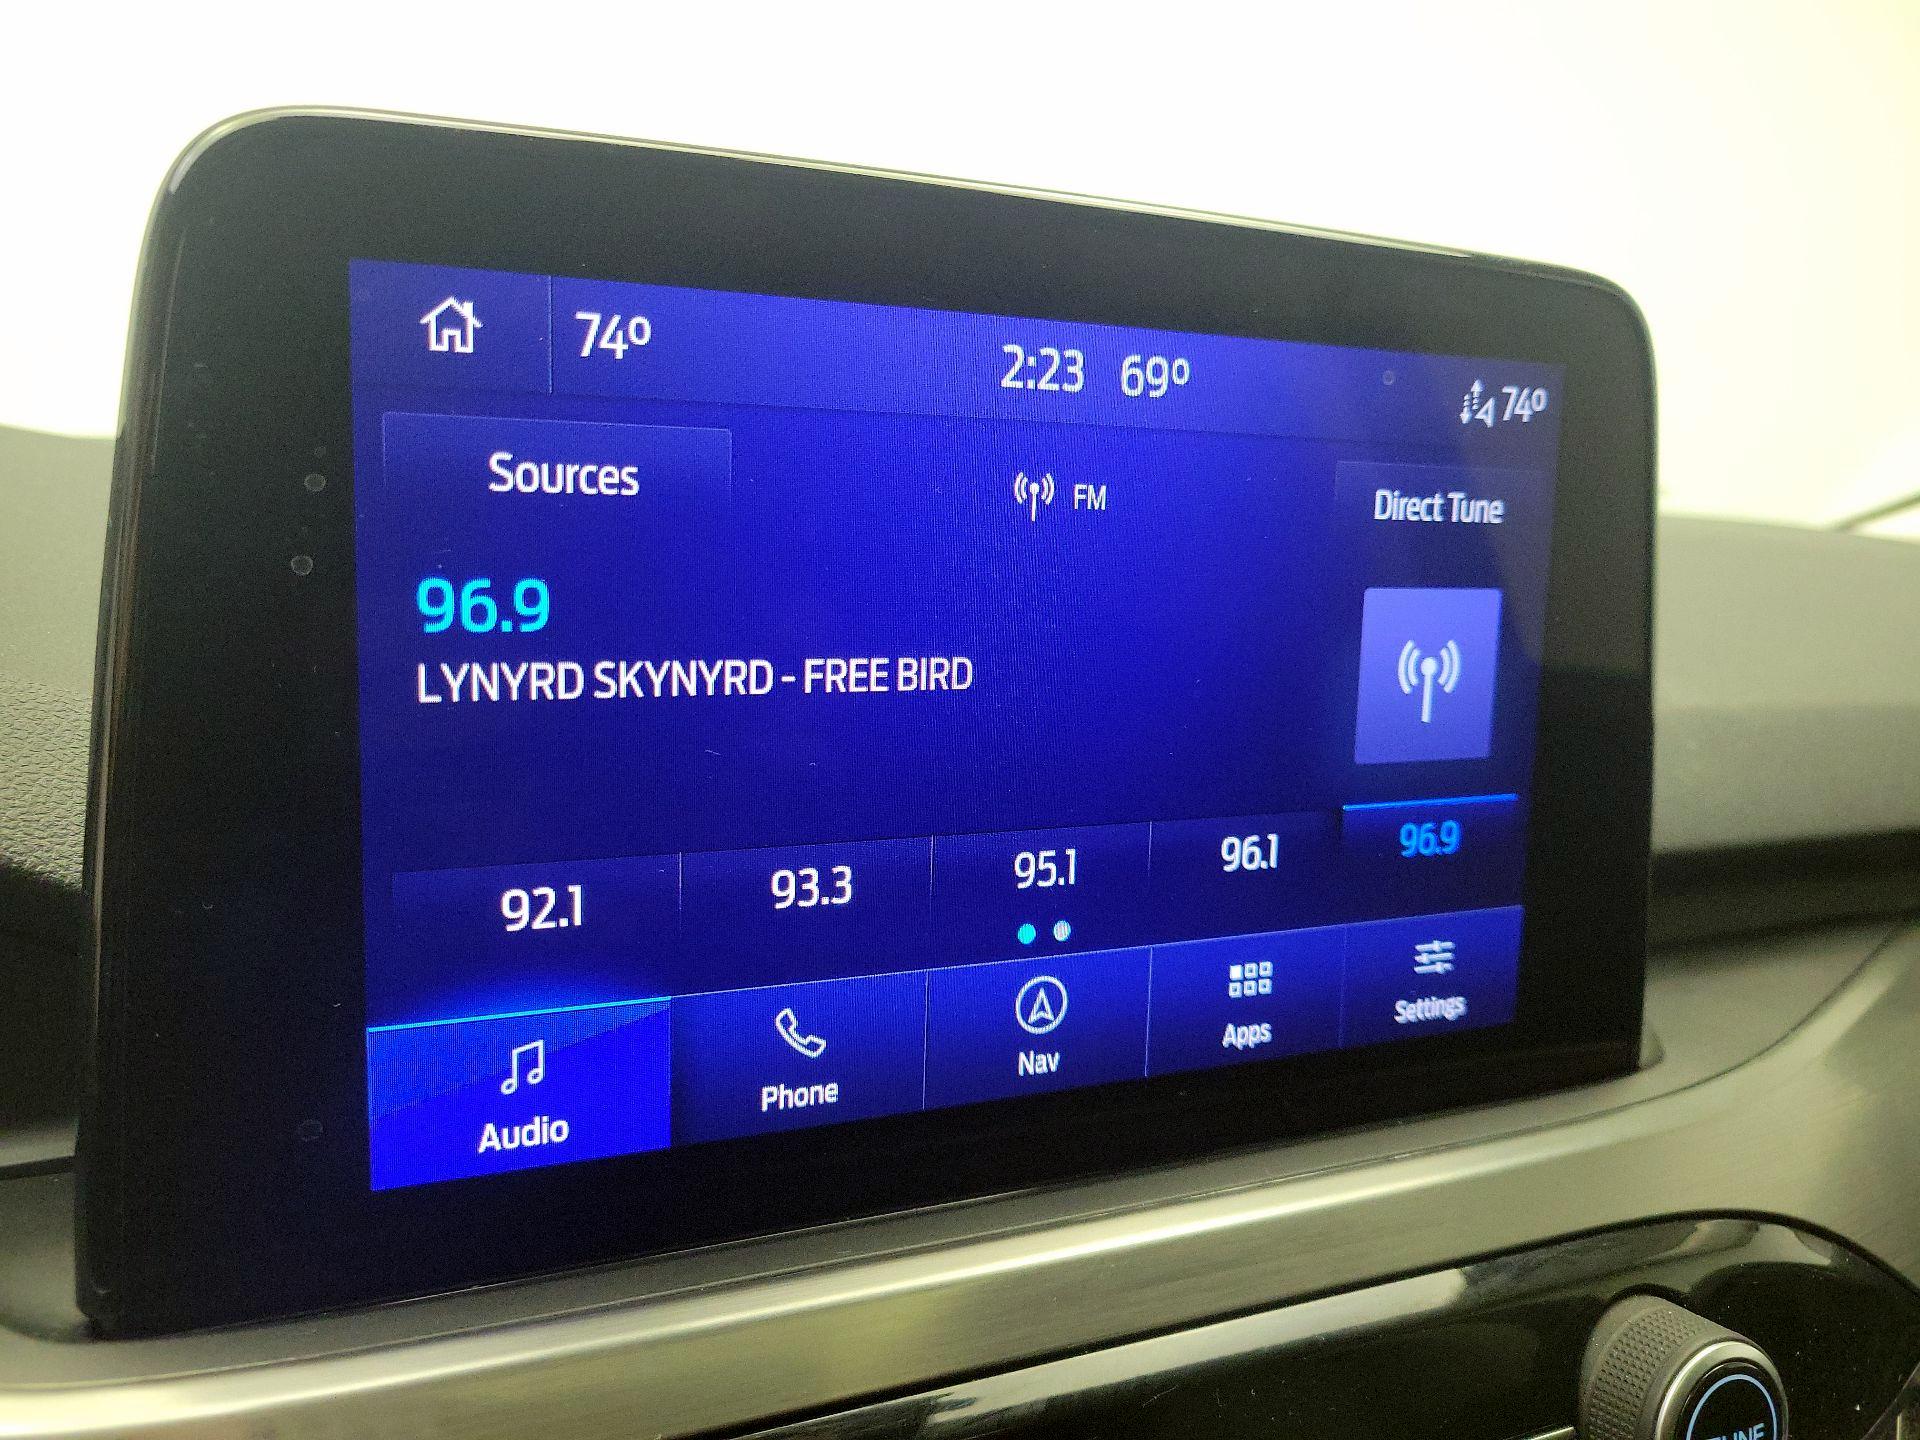 74° 2:23 69° 74°
Sources FM Direct Tune
96.9
LYNYRD SKYNYRD - FREE BIRD
92.1 93.3 95.1 96.1 96.9
Audio Phone Nav Apps Settings
TUNE